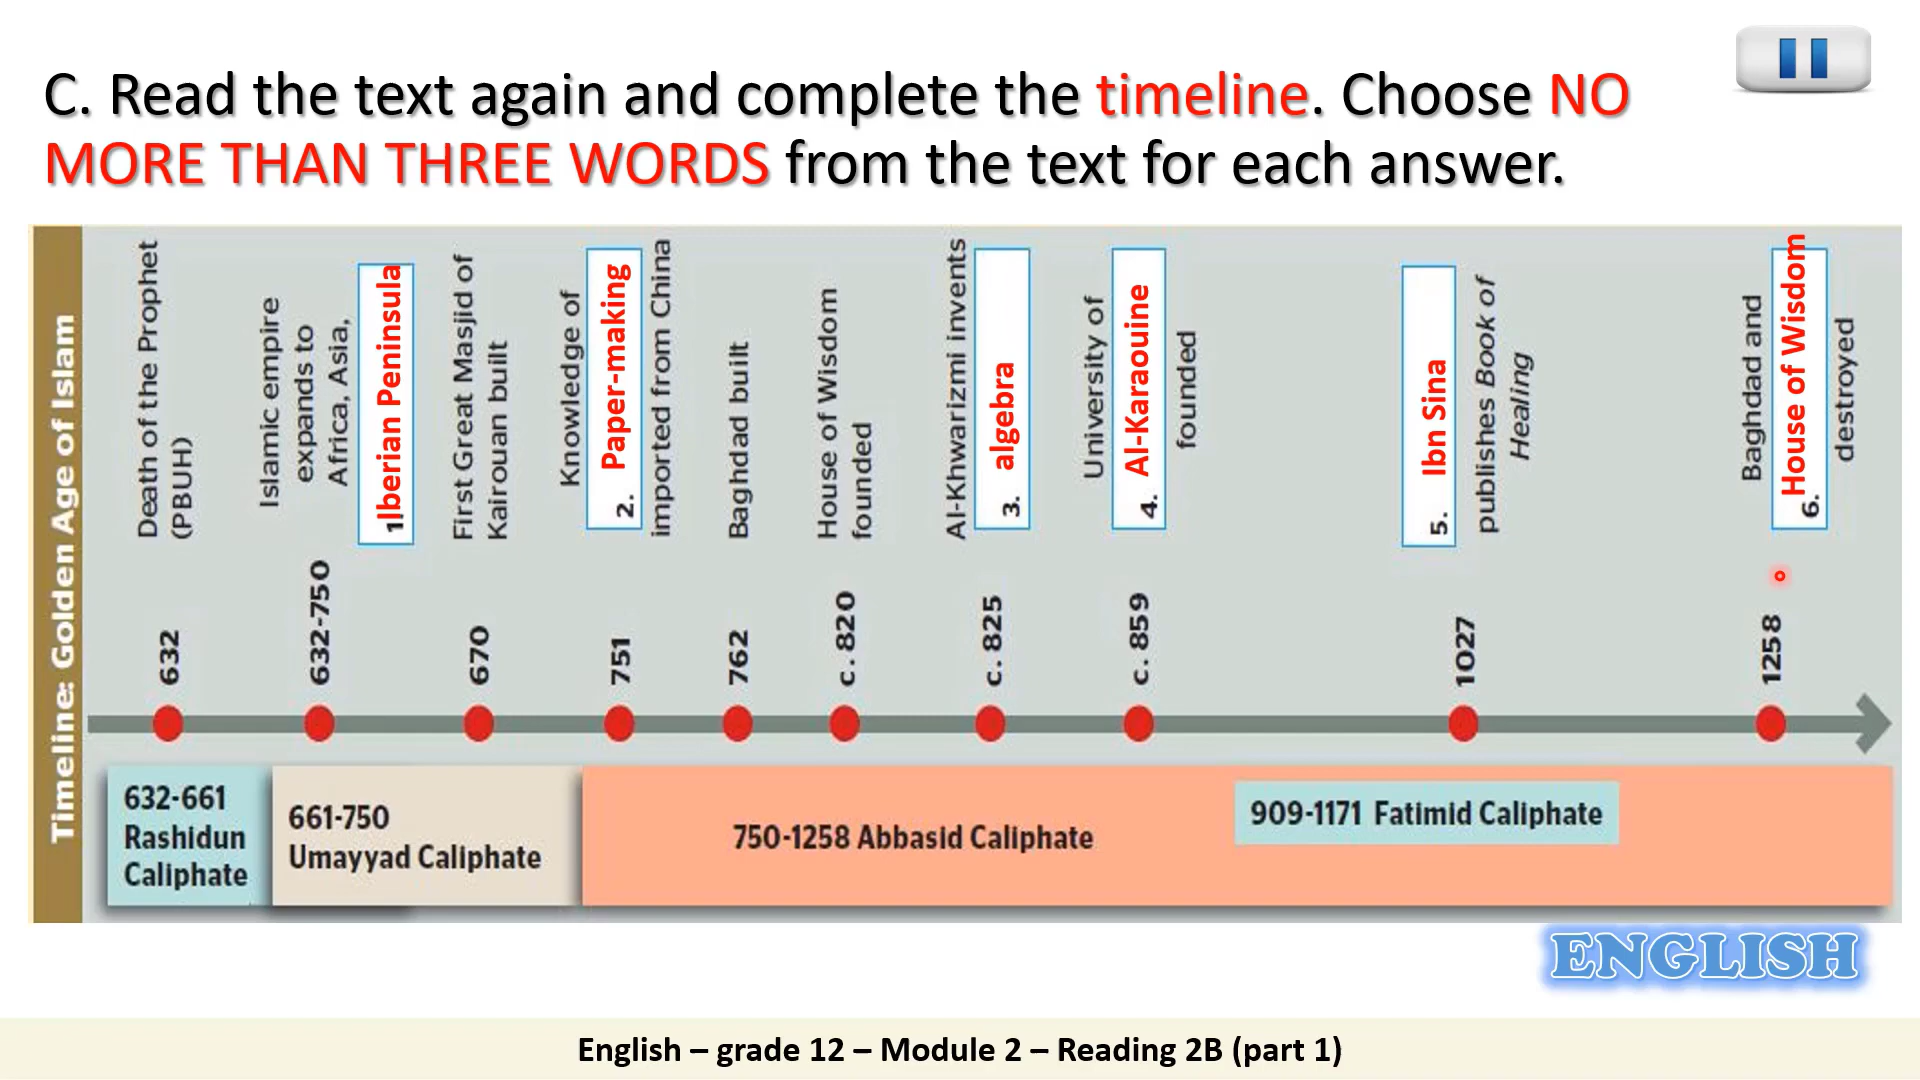 C. Read the text again and complete the timeline. Choose NO
MORE THAN THREE WORDS from the text for each answer.
Timeline: Golden Age of Islam
Death of the Prophet
(PBUH)
632
Islamic empire
expands to
Africa, Asia,
1. Iberian Peninsula
632-750
First Great Masjid of
Kairouan built
670
Knowledge of
2. Paper-making
imported from China
751
Baghdad built
762
House of Wisdom
founded
c. 820
Al-Khwarizmi invents
3. algebra
c. 825
University of
4. Al-Karaouine
founded
c. 859
5. Ibn Sina
publishes Book of
Healing
1027
Baghdad and
6. House of Wisdom
destroyed
1258
632-661
Rashidun
Caliphate
661-750
Umayyad Caliphate
750-1258 Abbasid Caliphate
909-1171 Fatimid Caliphate
ENGLISH
English – grade 12 – Module 2 – Reading 2B (part 1)